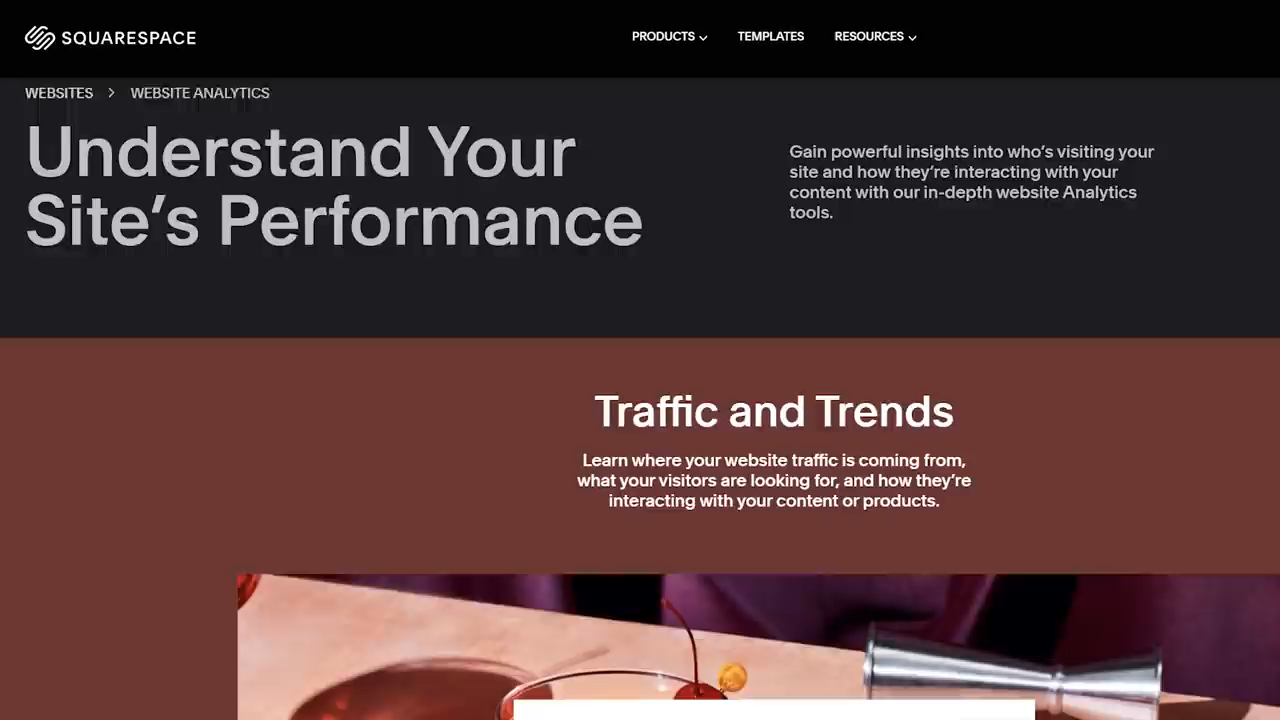 SQUARESPACE
PRODUCTS
TEMPLATES
RESOURCES
WEBSITES > WEBSITE ANALYTICS
Understand Your
Site’s Performance
Gain powerful insights into who’s visiting your
site and how they’re interacting with your
content with our in-depth website Analytics
tools.
Traffic and Trends
Learn where your website traffic is coming from,
what your visitors are looking for, and how they’re
interacting with your content or products.